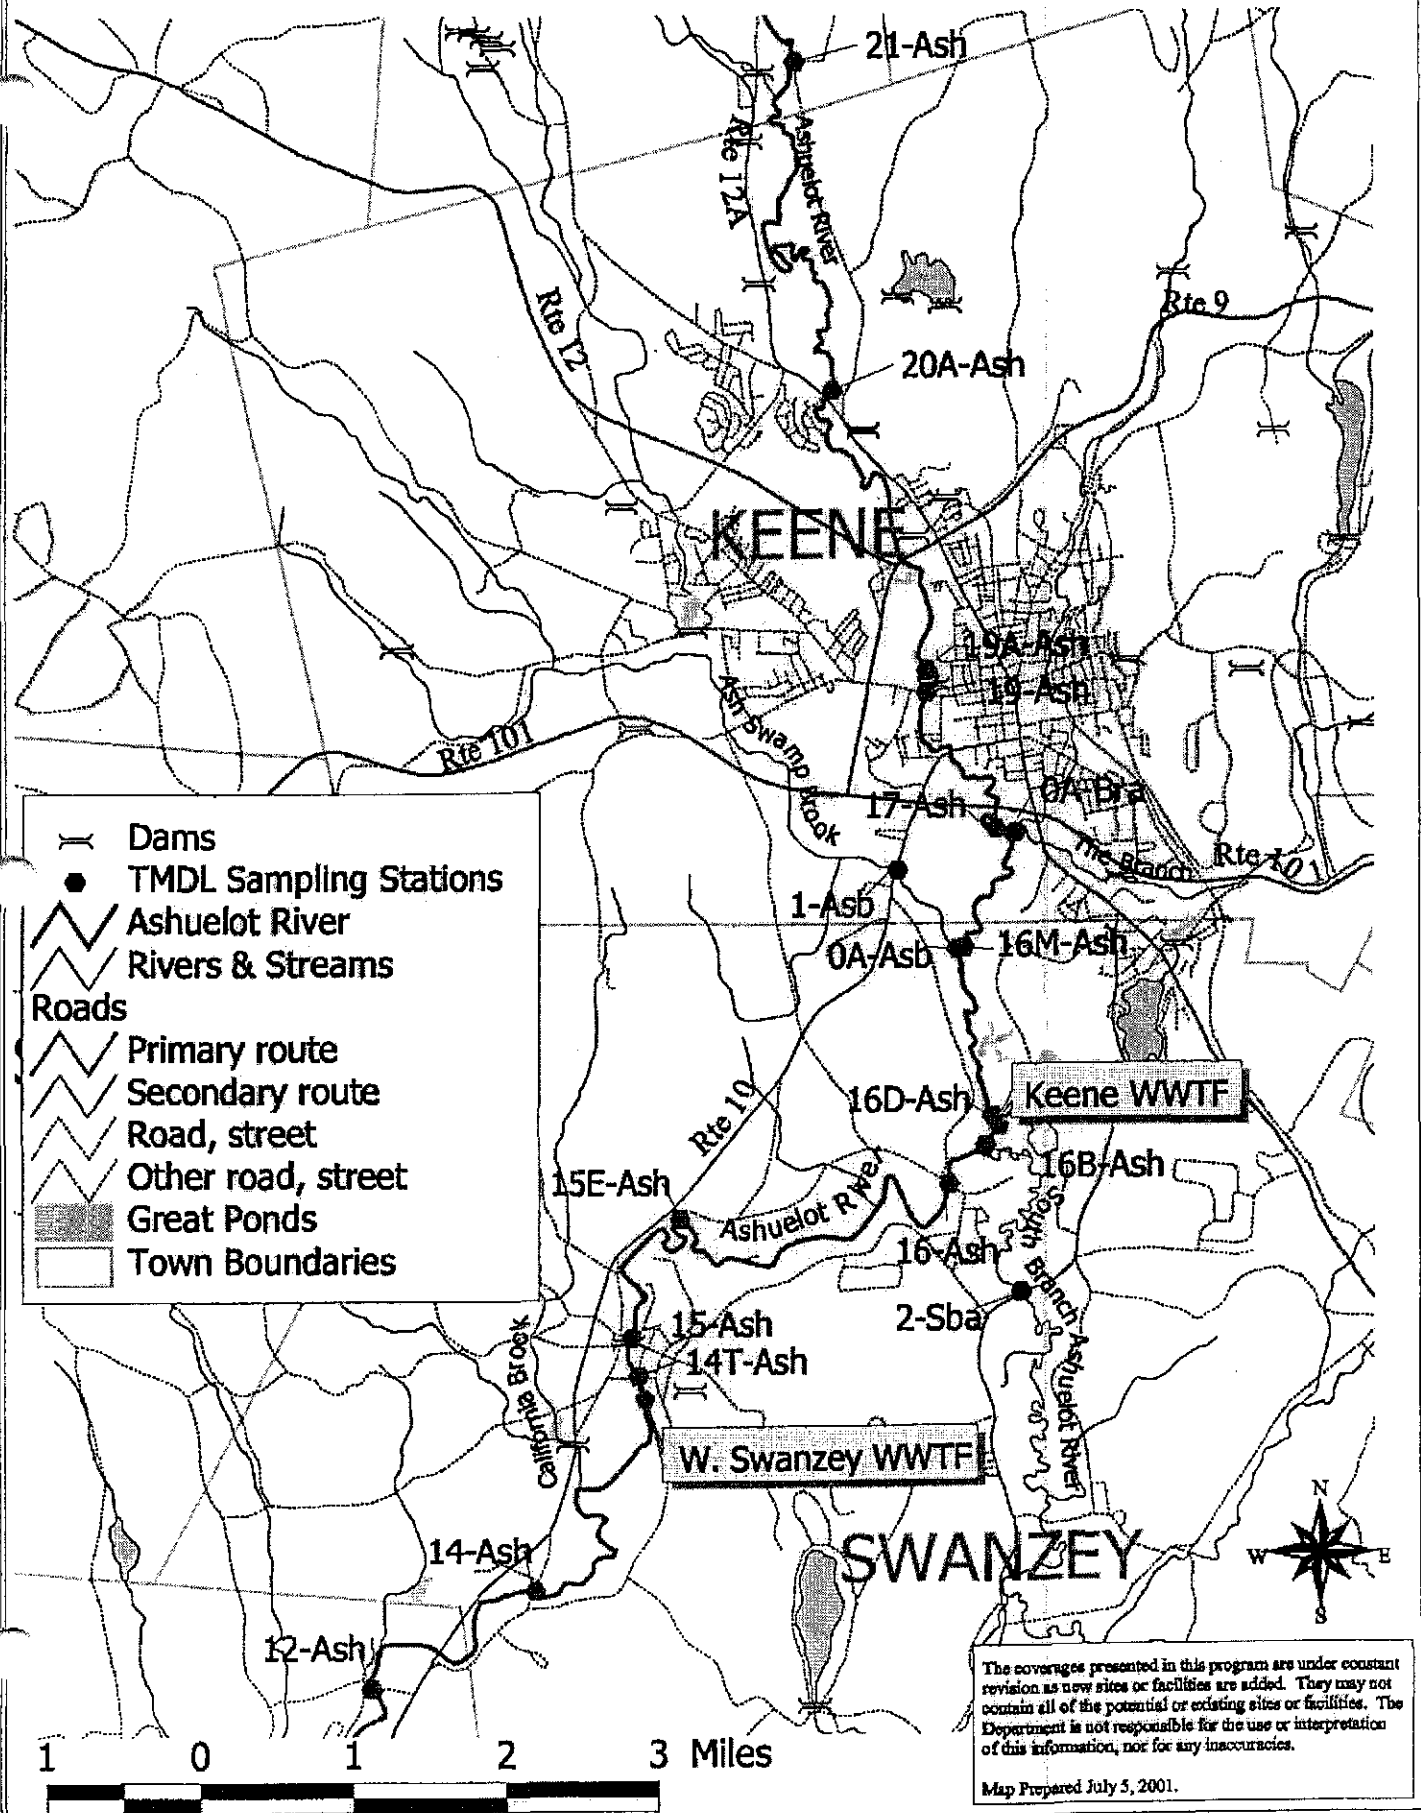 21-Ash
Rte 12A
Ashuelot River
Rte 12
Rte 9
20A-Ash
KEENE
19A-Ash
19-Ash
Ash Swamp Brook
Rte 101
17-Ash
0A-Bra
The Branch
Rte 101
1-Asb
0A-Asb
16M-Ash
Dams
TMDL Sampling Stations
Ashuelot River
Rivers & Streams
Roads
Primary route
Secondary route
Road, street
Other road, street
Great Ponds
Town Boundaries
16D-Ash
Keene WWTF
Rte 10
16B-Ash
15E-Ash
Ashuelot River
16-Ash
South Branch Ashuelot River
2-Sba
15-Ash
14T-Ash
California Brook
W. Swanzey WWTF
14-Ash
SWANZEY
N
W
E
S
12-Ash
The coverages presented in this program are under constant
revision as new sites or facilities are added. They may not
contain all of the potential or existing sites or facilities. The
Department is not responsible for the use or interpretation
of this information, nor for any inaccuracies.
Map Prepared July 5, 2001.
1 0 1 2 3 Miles